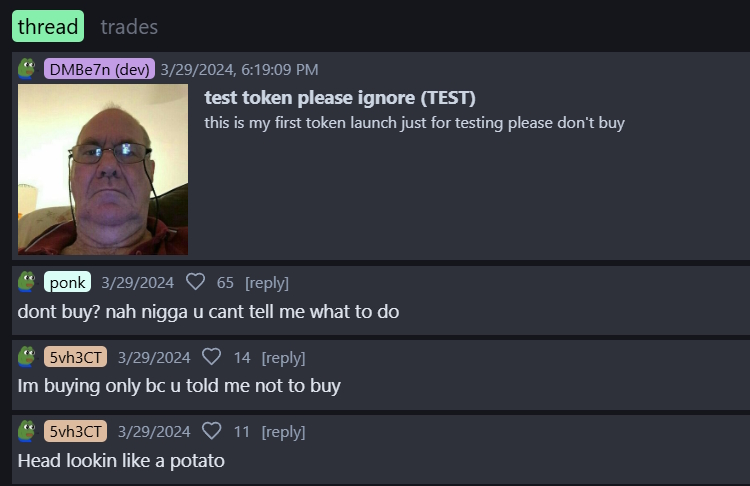 thread trades
DMBe7n (dev) 3/29/2024, 6:19:09 PM
test token please ignore (TEST)
this is my first token launch just for testing please don't buy
ponk 3/29/2024 65 [reply]
dont buy? nah nigga u cant tell me what to do
5vh3CT 3/29/2024 14 [reply]
Im buying only bc u told me not to buy
5vh3CT 3/29/2024 11 [reply]
Head lookin like a potato